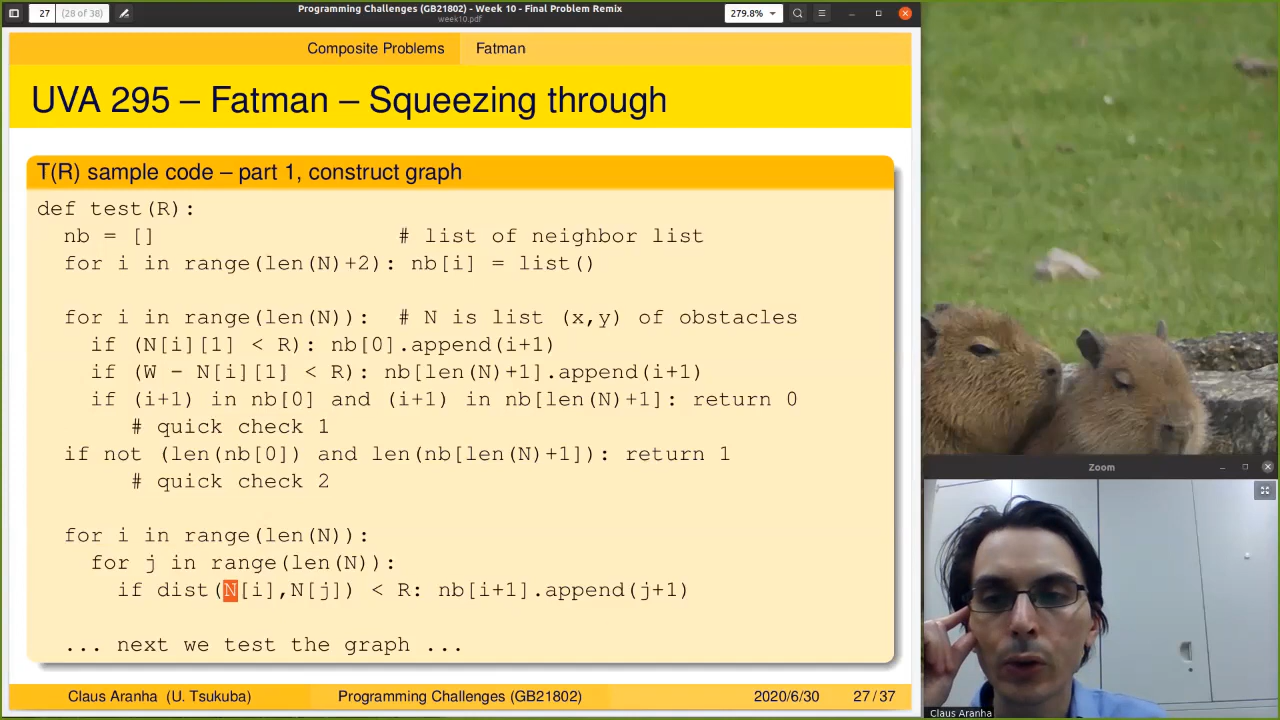 27
(28 of 38)
Programming Challenges (GB21802) - Week 10 - Final Problem Remix
week10.pdf
279.8%
Composite Problems
Fatman
UVA 295 – Fatman – Squeezing through
T(R) sample code – part 1, construct graph
def test(R):
nb = [] # list of neighbor list
for i in range(len(N)+2): nb[i] = list()
for i in range(len(N)): # N is list (x,y) of obstacles
if (N[i][1] < R): nb[0].append(i+1)
if (W - N[i][1] < R): nb[len(N)+1].append(i+1)
if (i+1) in nb[0] and (i+1) in nb[len(N)+1]: return 0
# quick check 1
if not (len(nb[0]) and len(nb[len(N)+1]): return 1
# quick check 2
for i in range(len(N)):
for j in range(len(N)):
if dist(N[i],N[j]) < R: nb[i+1].append(j+1)
... next we test the graph ...
Claus Aranha (U. Tsukuba)
Programming Challenges (GB21802)
2020/6/30
27 / 37
Zoom
Claus Aranha